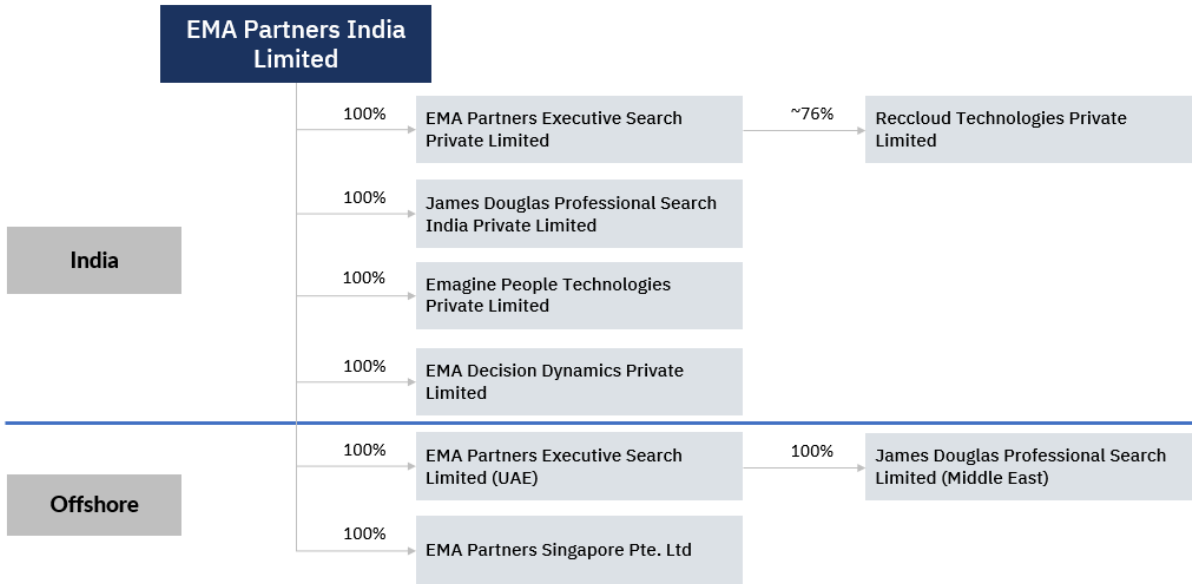 EMA Partners India
Limited
100%
EMA Partners Executive Search
Private Limited
~76%
Reccloud Technologies Private
Limited
100%
James Douglas Professional Search
India Private Limited
India
100%
Emagine People Technologies
Private Limited
100%
EMA Decision Dynamics Private
Limited
100%
EMA Partners Executive Search
Limited (UAE)
100%
James Douglas Professional Search
Limited (Middle East)
Offshore
100%
EMA Partners Singapore Pte. Ltd